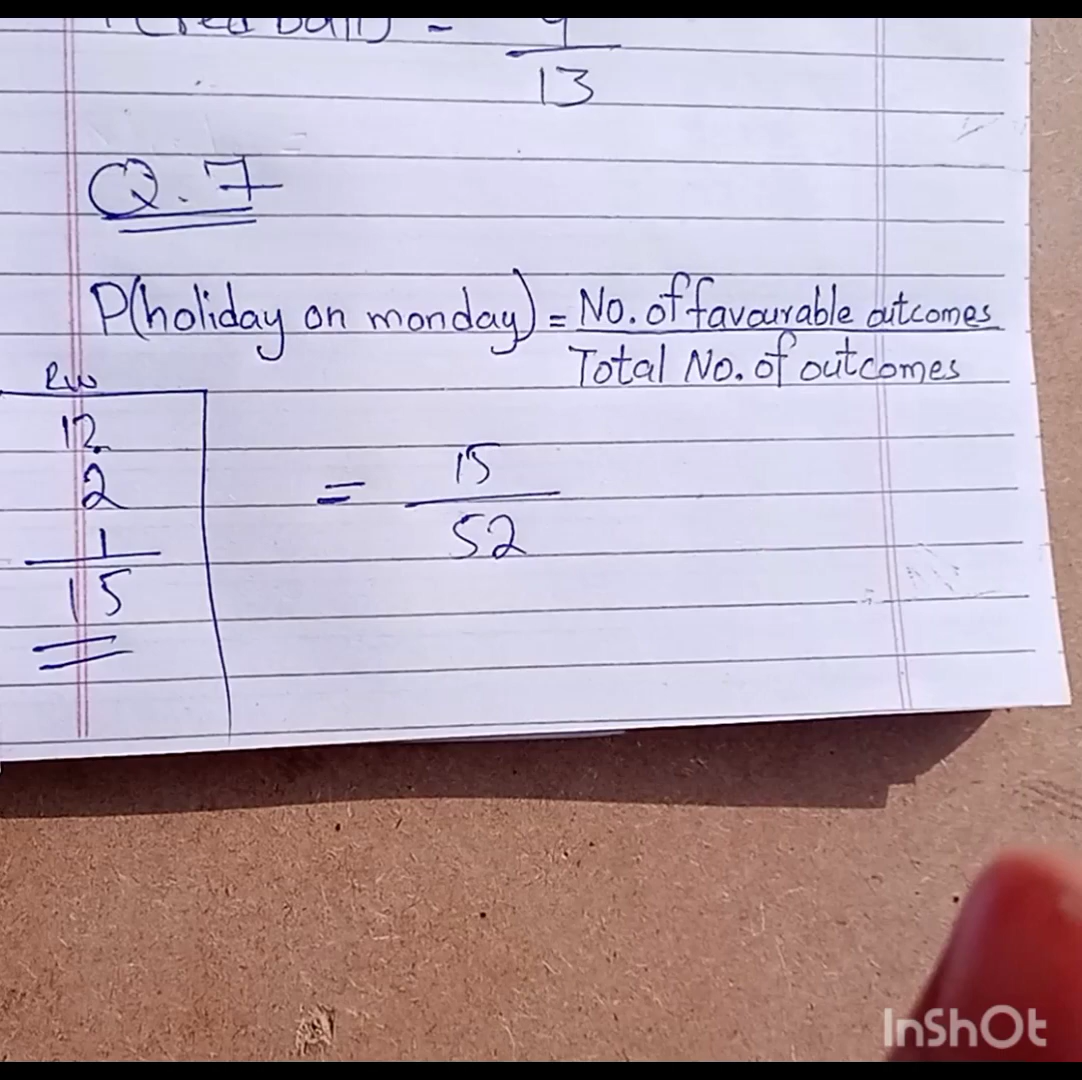 13
Q.7
P(holiday on monday) = No. of favourable outcomes
Total No. of outcomes
RW
12
2
1
15
= 15
52
InShOt